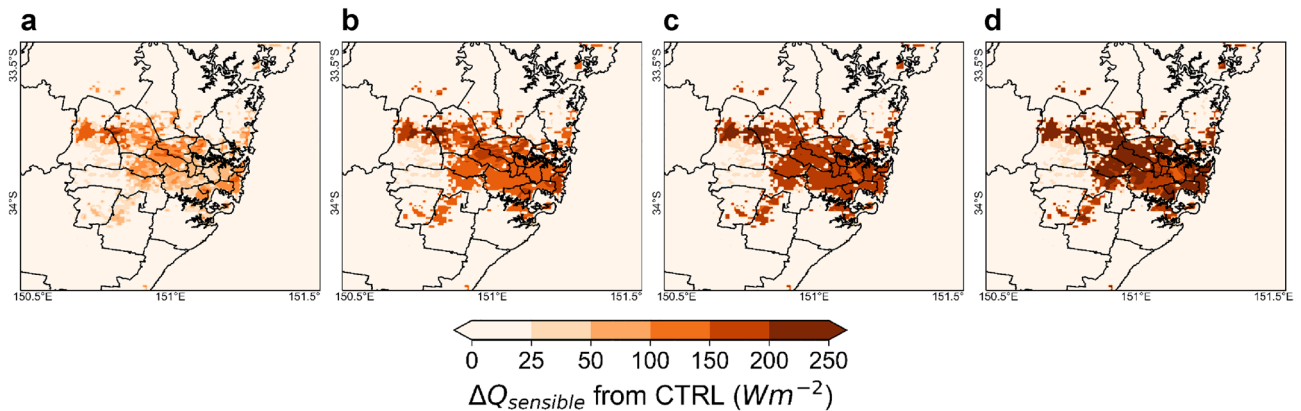 a b c d
33.5°S 33.5°S 33.5°S 33.5°S
34°S 34°S 34°S 34°S
150.5°E 151°E 151.5°E 150.5°E 151°E 151.5°E 150.5°E 151°E 151.5°E 150.5°E 151°E 151.5°E
0 25 50 100 150 200 250
ΔQsensible from CTRL (Wm−2)